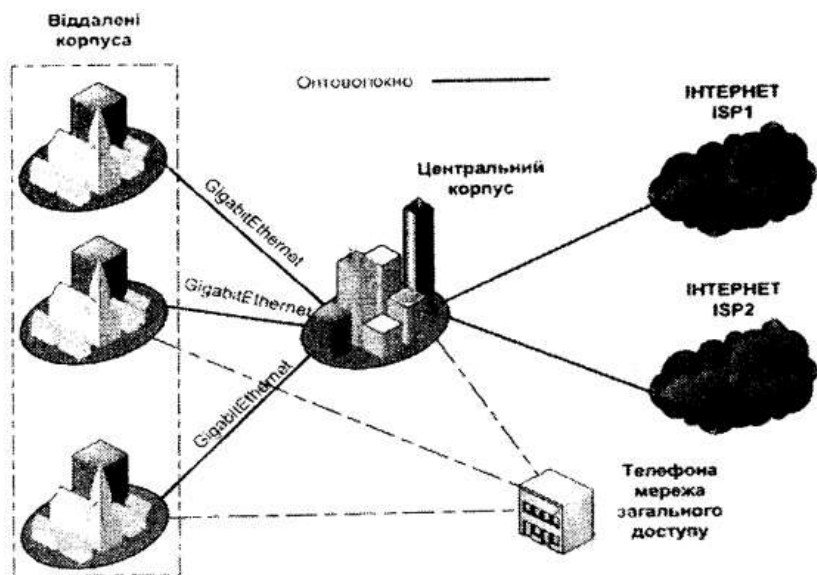 Віддалені
корпуса
Оптоволокно
ІНТЕРНЕТ
ISP1
Центральний
корпус
GigabitEthernet
GigabitEthernet
GigabitEthernet
ІНТЕРНЕТ
ISP2
Телефона
мережа
загального
доступу